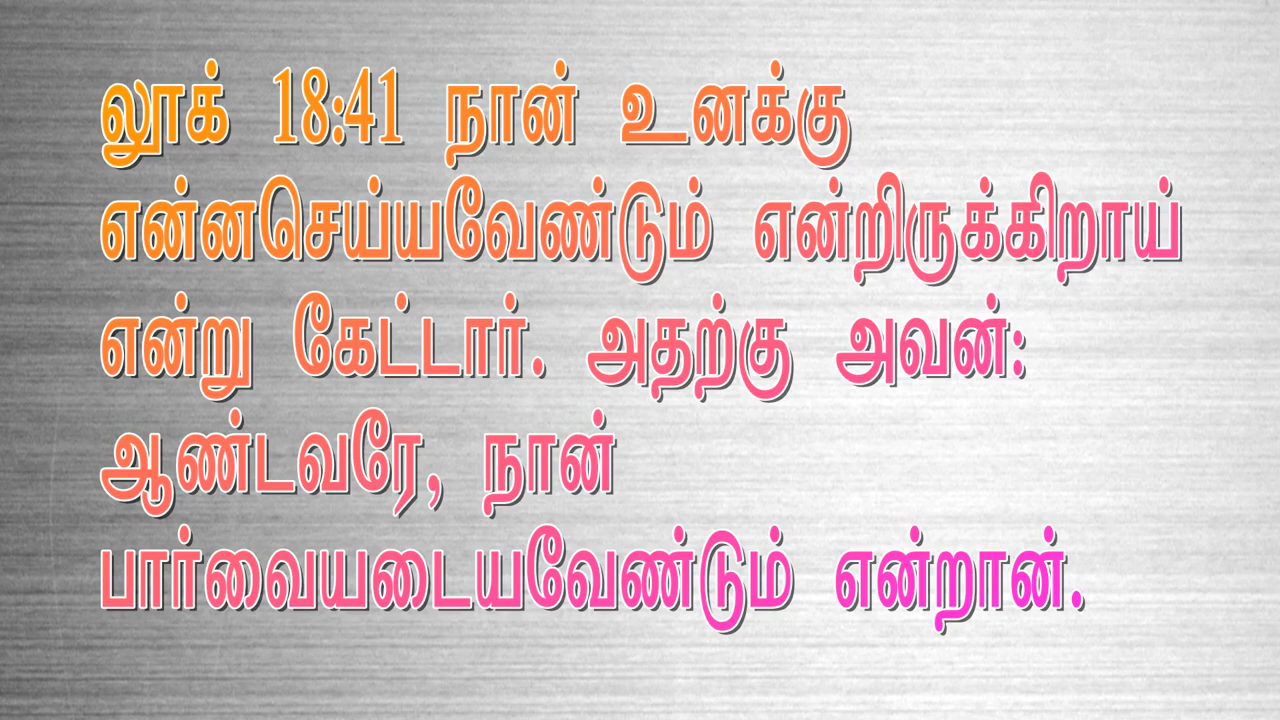 லூக் 18:41 நான் உனக்கு
என்னசெய்யவேண்டும் என்றிருக்கிறாய்
என்று கேட்டார். அதற்கு அவன்:
ஆண்டவரே, நான்
பார்வையடையவேண்டும் என்றான்.